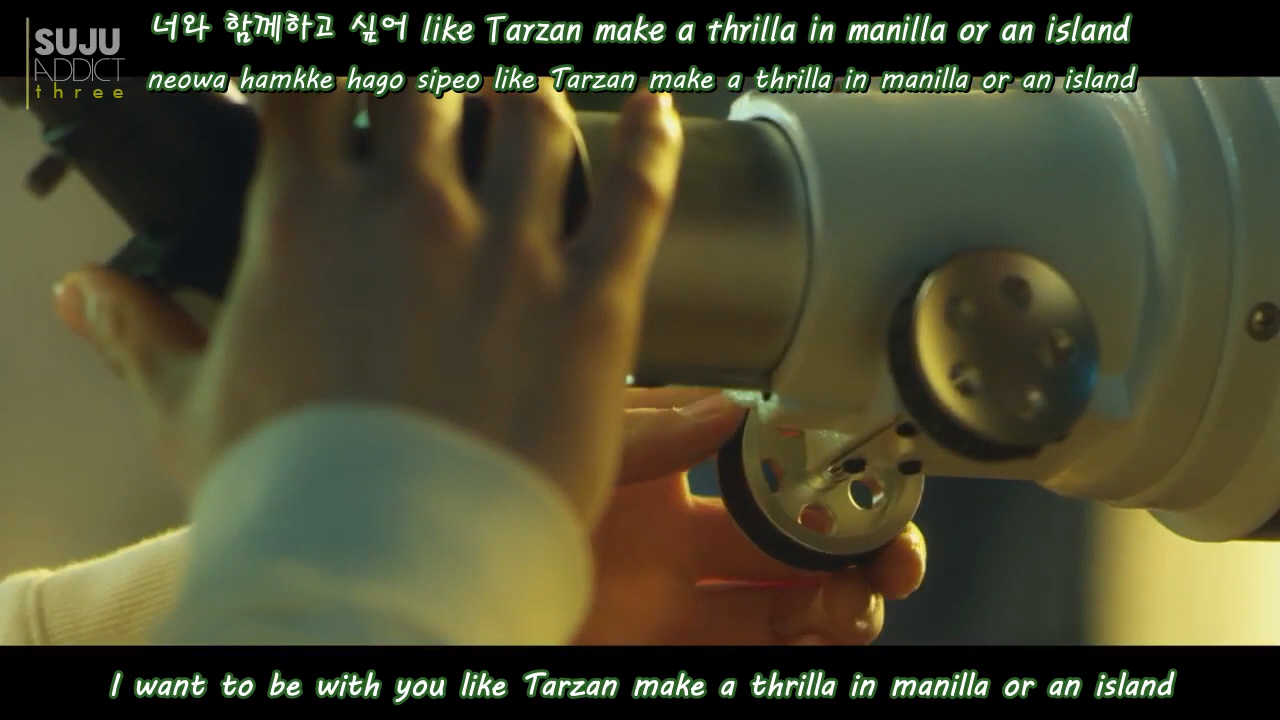 너와 함께하고 싶어 like Tarzan make a thrilla in manilla or an island
SUJU
ADDICT
three
neowa hamkke hago sipeo like Tarzan make a thrilla in manilla or an island
I want to be with you like Tarzan make a thrilla in manilla or an island